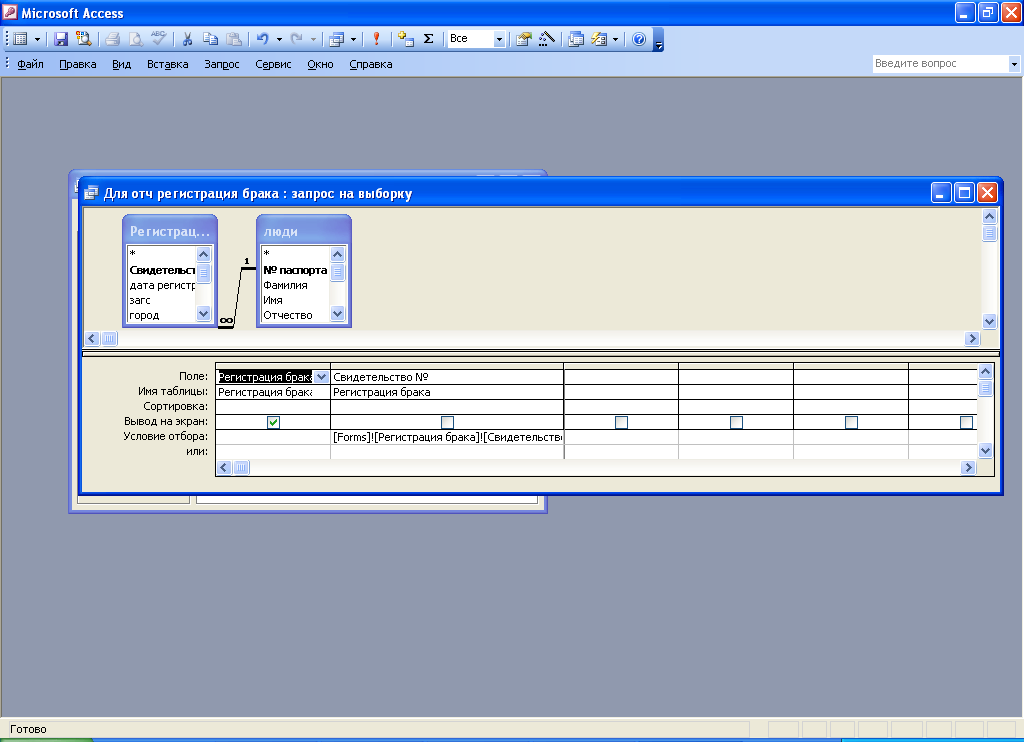 Microsoft Access
Все
Файл Правка Вид Вставка Запрос Сервис Окно Справка
Введите вопрос
Для отч регистрация брака : запрос на выборку
Регистрац...
*
Свидетельст
дата регистр
загс
город
1
∞
люди
*
№ паспорта
Фамилия
Имя
Отчество
Поле: Регистрация брака Свидетельство №
Имя таблицы: Регистрация брака Регистрация брака
Сортировка:
Вывод на экран:
Условие отбора: [Forms]![Регистрация брака]![Свидетельство
или:
Готово